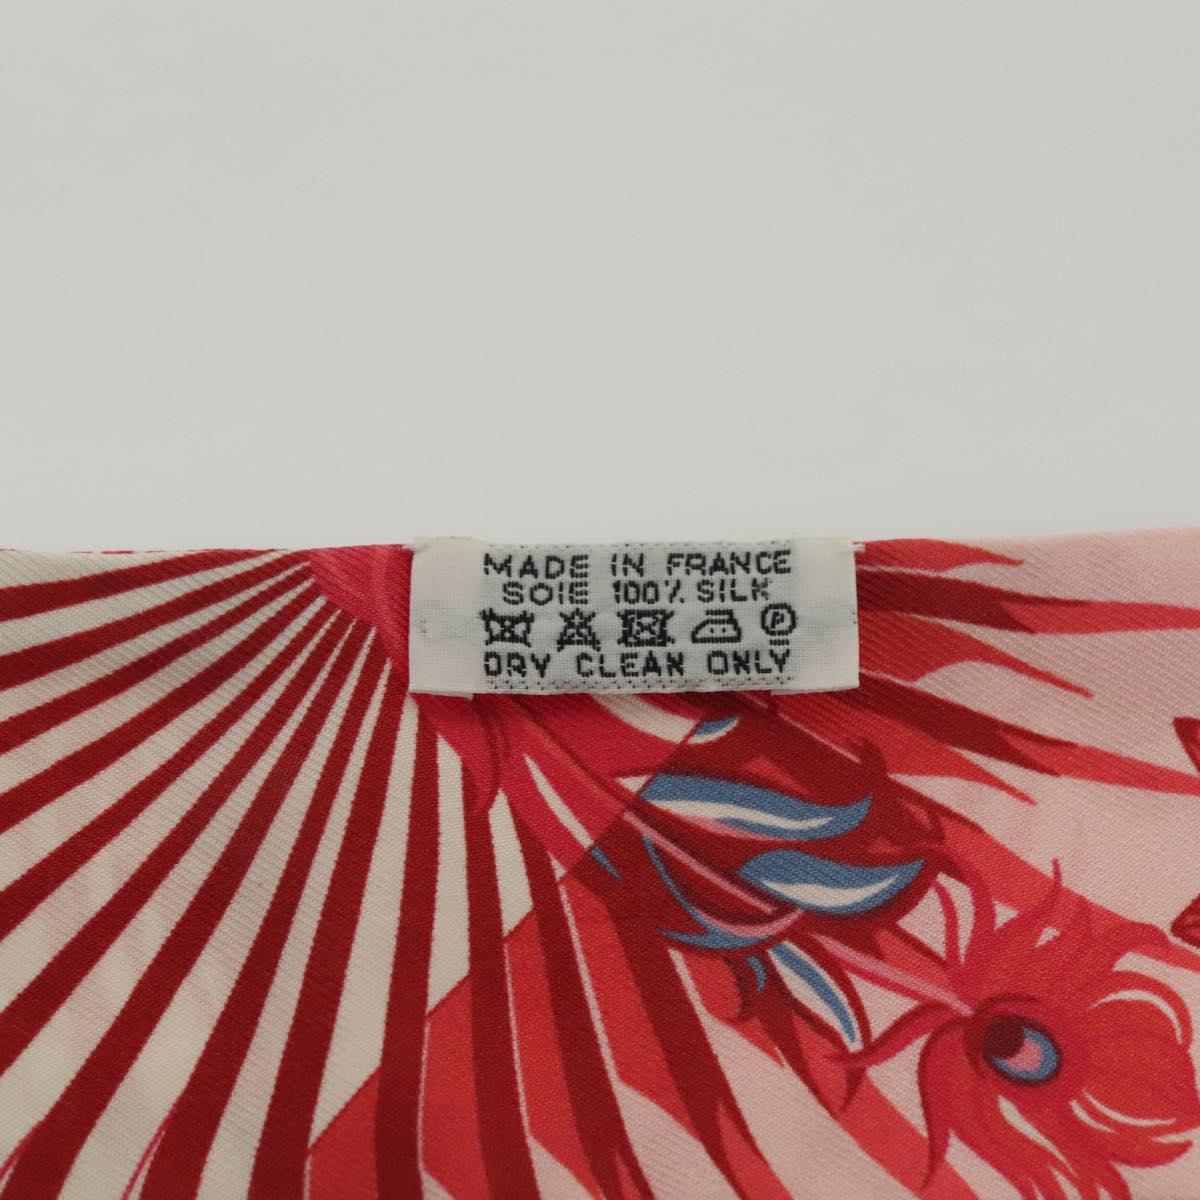 MADE IN FRANCE
SOIE 100% SILK
P
DRY CLEAN ONLY